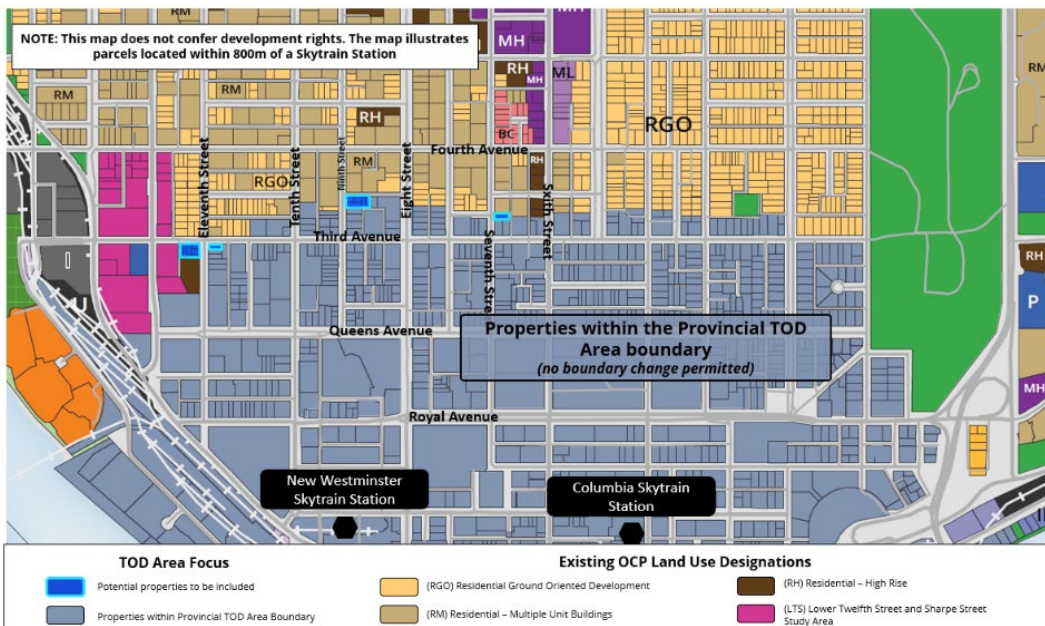 NOTE: This map does not confer development rights. The map illustrates
parcels located within 800m of a Skytrain Station
MH
MH
RH
MH
ML
RM
RM
RM
RH
BC
RGO
Fourth Avenue
RH
RM
Ninth Street
RGO
Eleventh Street
Tenth Street
Eight Street
Sxith Street
Third Avenue
Seventh Stre
RH
P
MH
Queens Avenue
Properties within the Provincial TOD
Area boundary
(no boundary change permitted)
Royal Avenue
New Westminster
Skytrain Station
Columbia Skytrain
Station
TOD Area Focus
Potential properties to be included
Properties within Provincial TOD Area Boundary
Existing OCP Land Use Designations
(RGO) Residential Ground Oriented Development
(RM) Residential – Multiple Unit Buildings
(RH) Residential – High Rise
(LTS) Lower Twelfth Street and Sharpe Street
Study Area